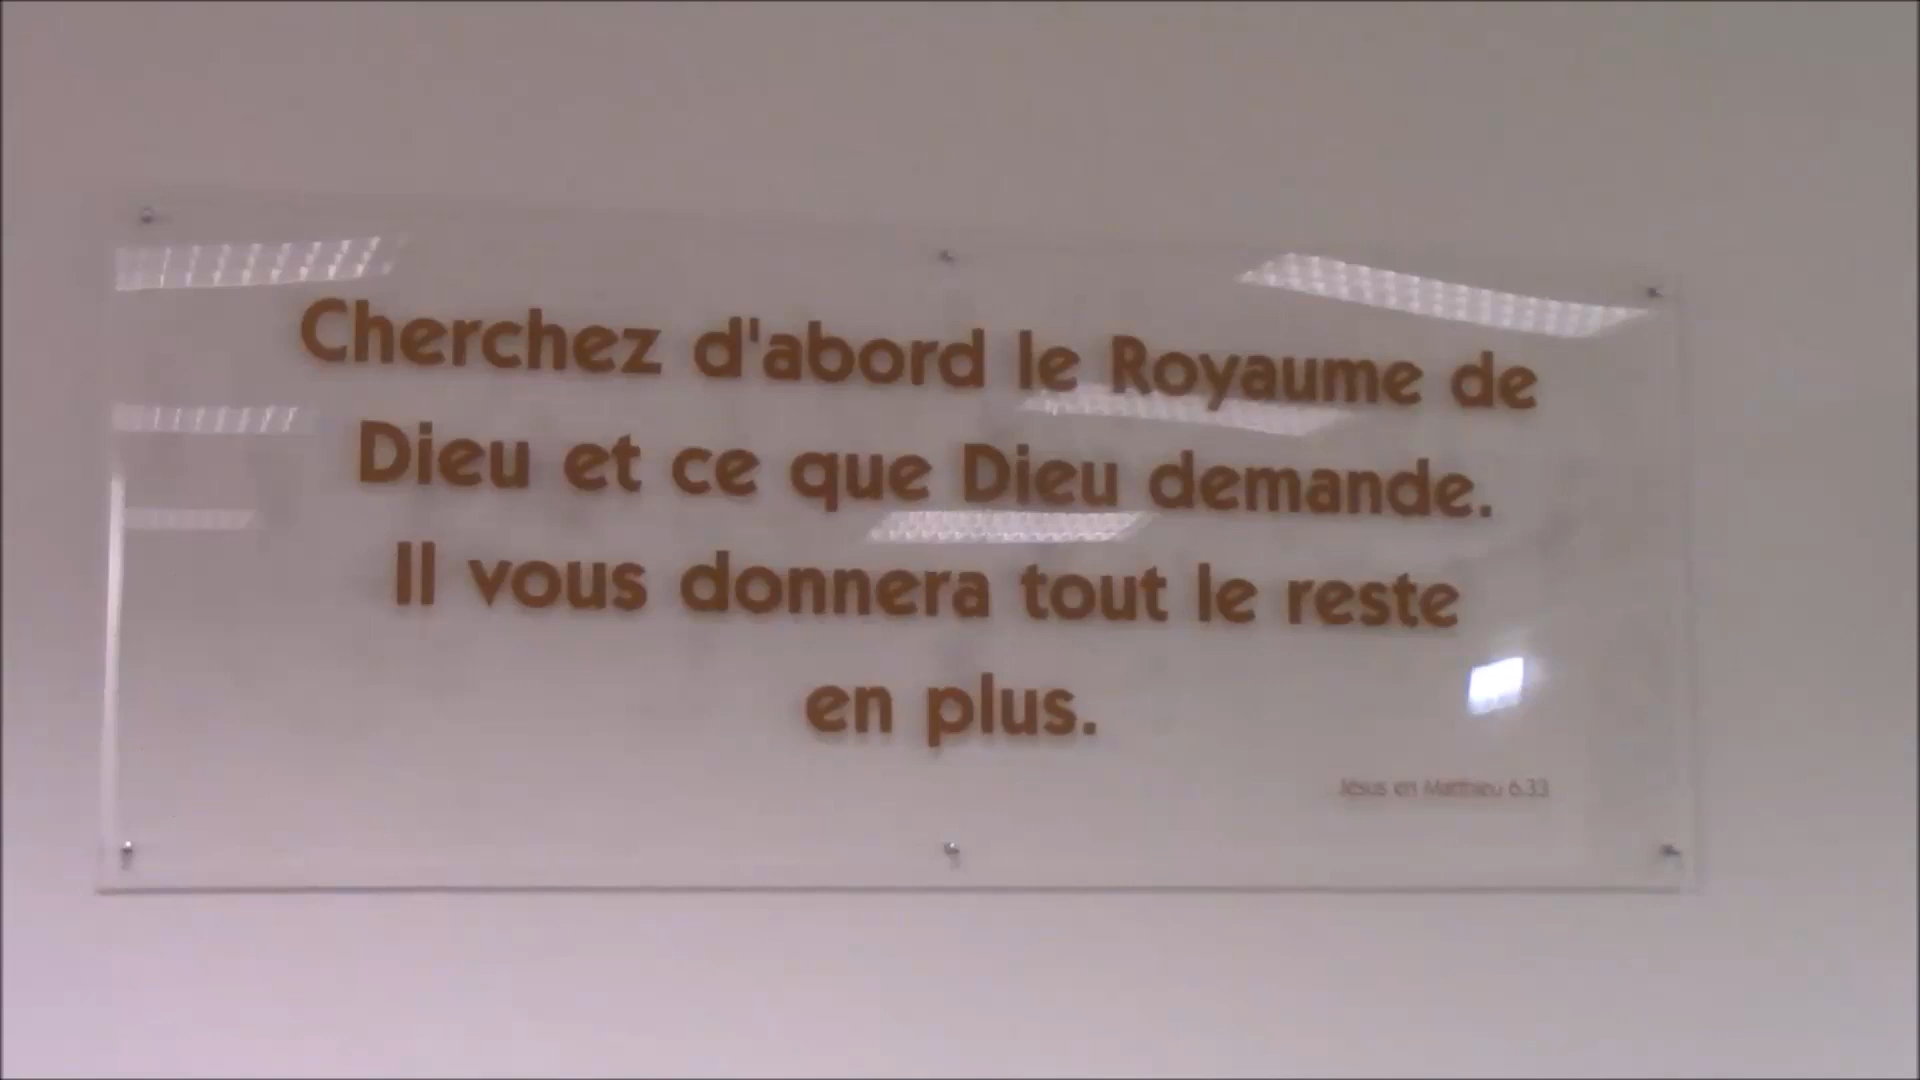 Cherchez d'abord le Royaume de
Dieu et ce que Dieu demande.
Il vous donnera tout le reste
en plus.
Jésus en Matthieu 6.33